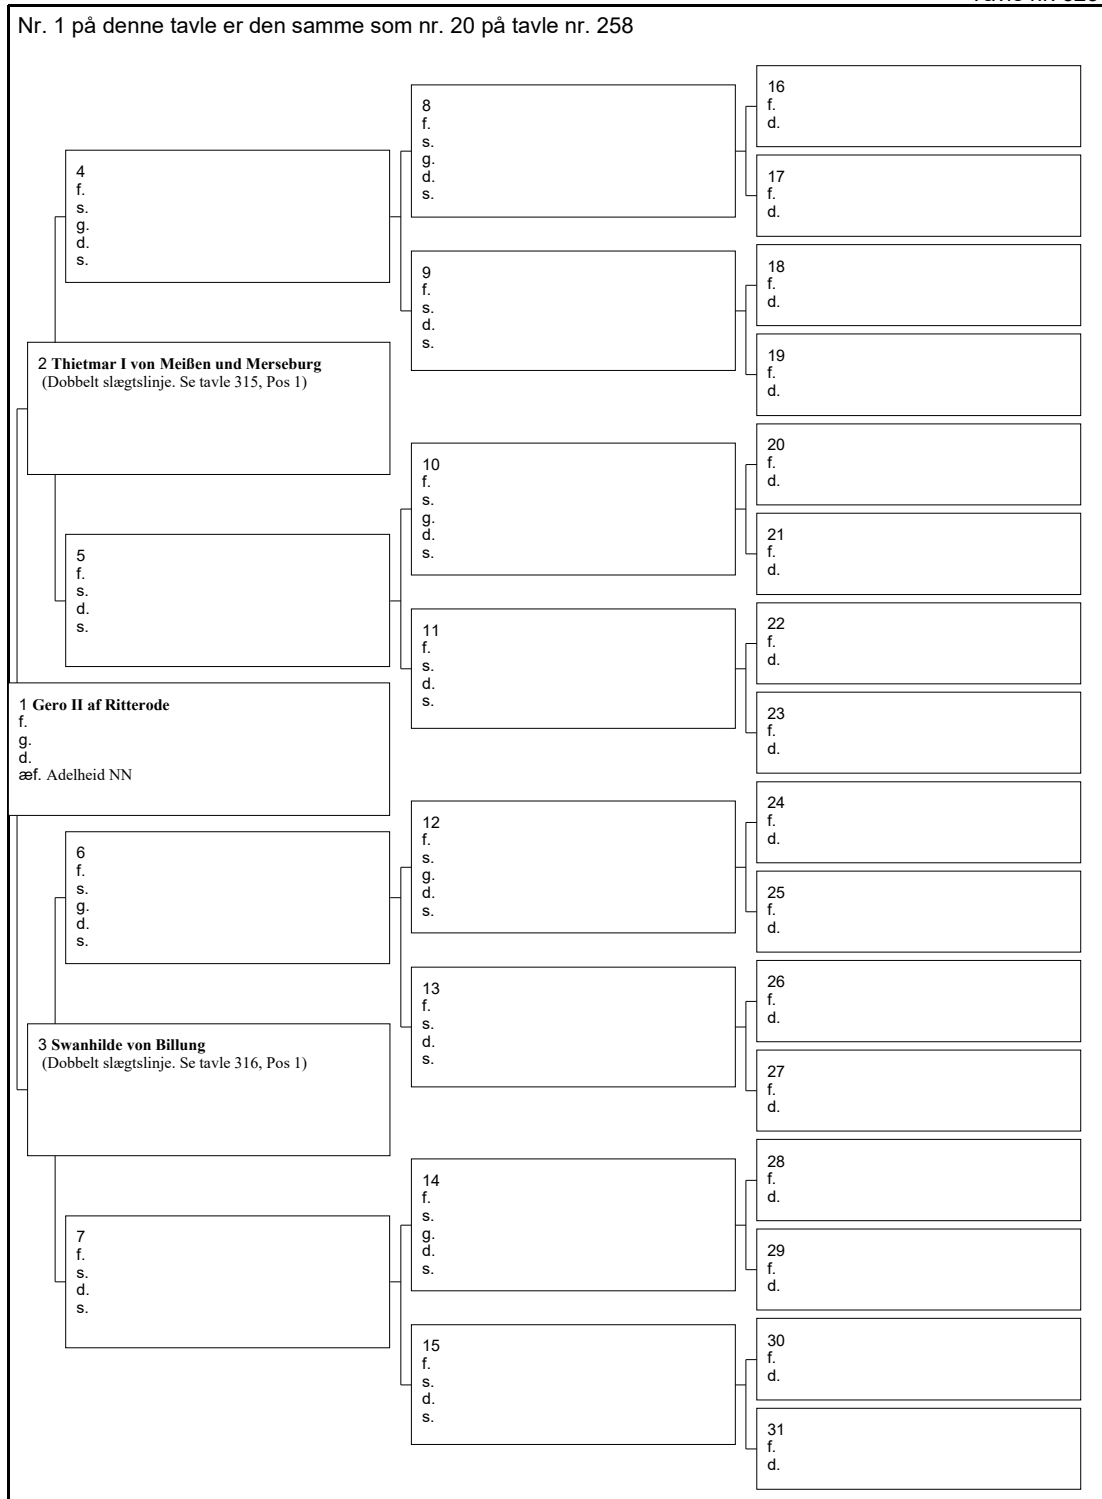 Nr. 1 på denne tavle er den samme som nr. 20 på tavle nr. 258
16
f.
d.
8
f.
s.
g.
d.
s.
17
f.
d.
4
f.
s.
g.
d.
s.
18
f.
d.
9
f.
s.
d.
s.
19
f.
d.
2 Thietmar I von Meißen und Merseburg
(Dobbelt slægtslinje. Se tavle 315, Pos 1)
20
f.
d.
10
f.
s.
g.
d.
s.
21
f.
d.
5
f.
s.
d.
s.
22
f.
d.
11
f.
s.
d.
s.
23
f.
d.
1 Gero II af Ritterode
f.
g.
d.
æf. Adelheid NN
24
f.
d.
12
f.
s.
g.
d.
s.
25
f.
d.
6
f.
s.
g.
d.
s.
26
f.
d.
13
f.
s.
d.
s.
27
f.
d.
3 Swanhilde von Billung
(Dobbelt slægtslinje. Se tavle 316, Pos 1)
28
f.
d.
14
f.
s.
g.
d.
s.
29
f.
d.
7
f.
s.
d.
s.
30
f.
d.
15
f.
s.
d.
s.
31
f.
d.